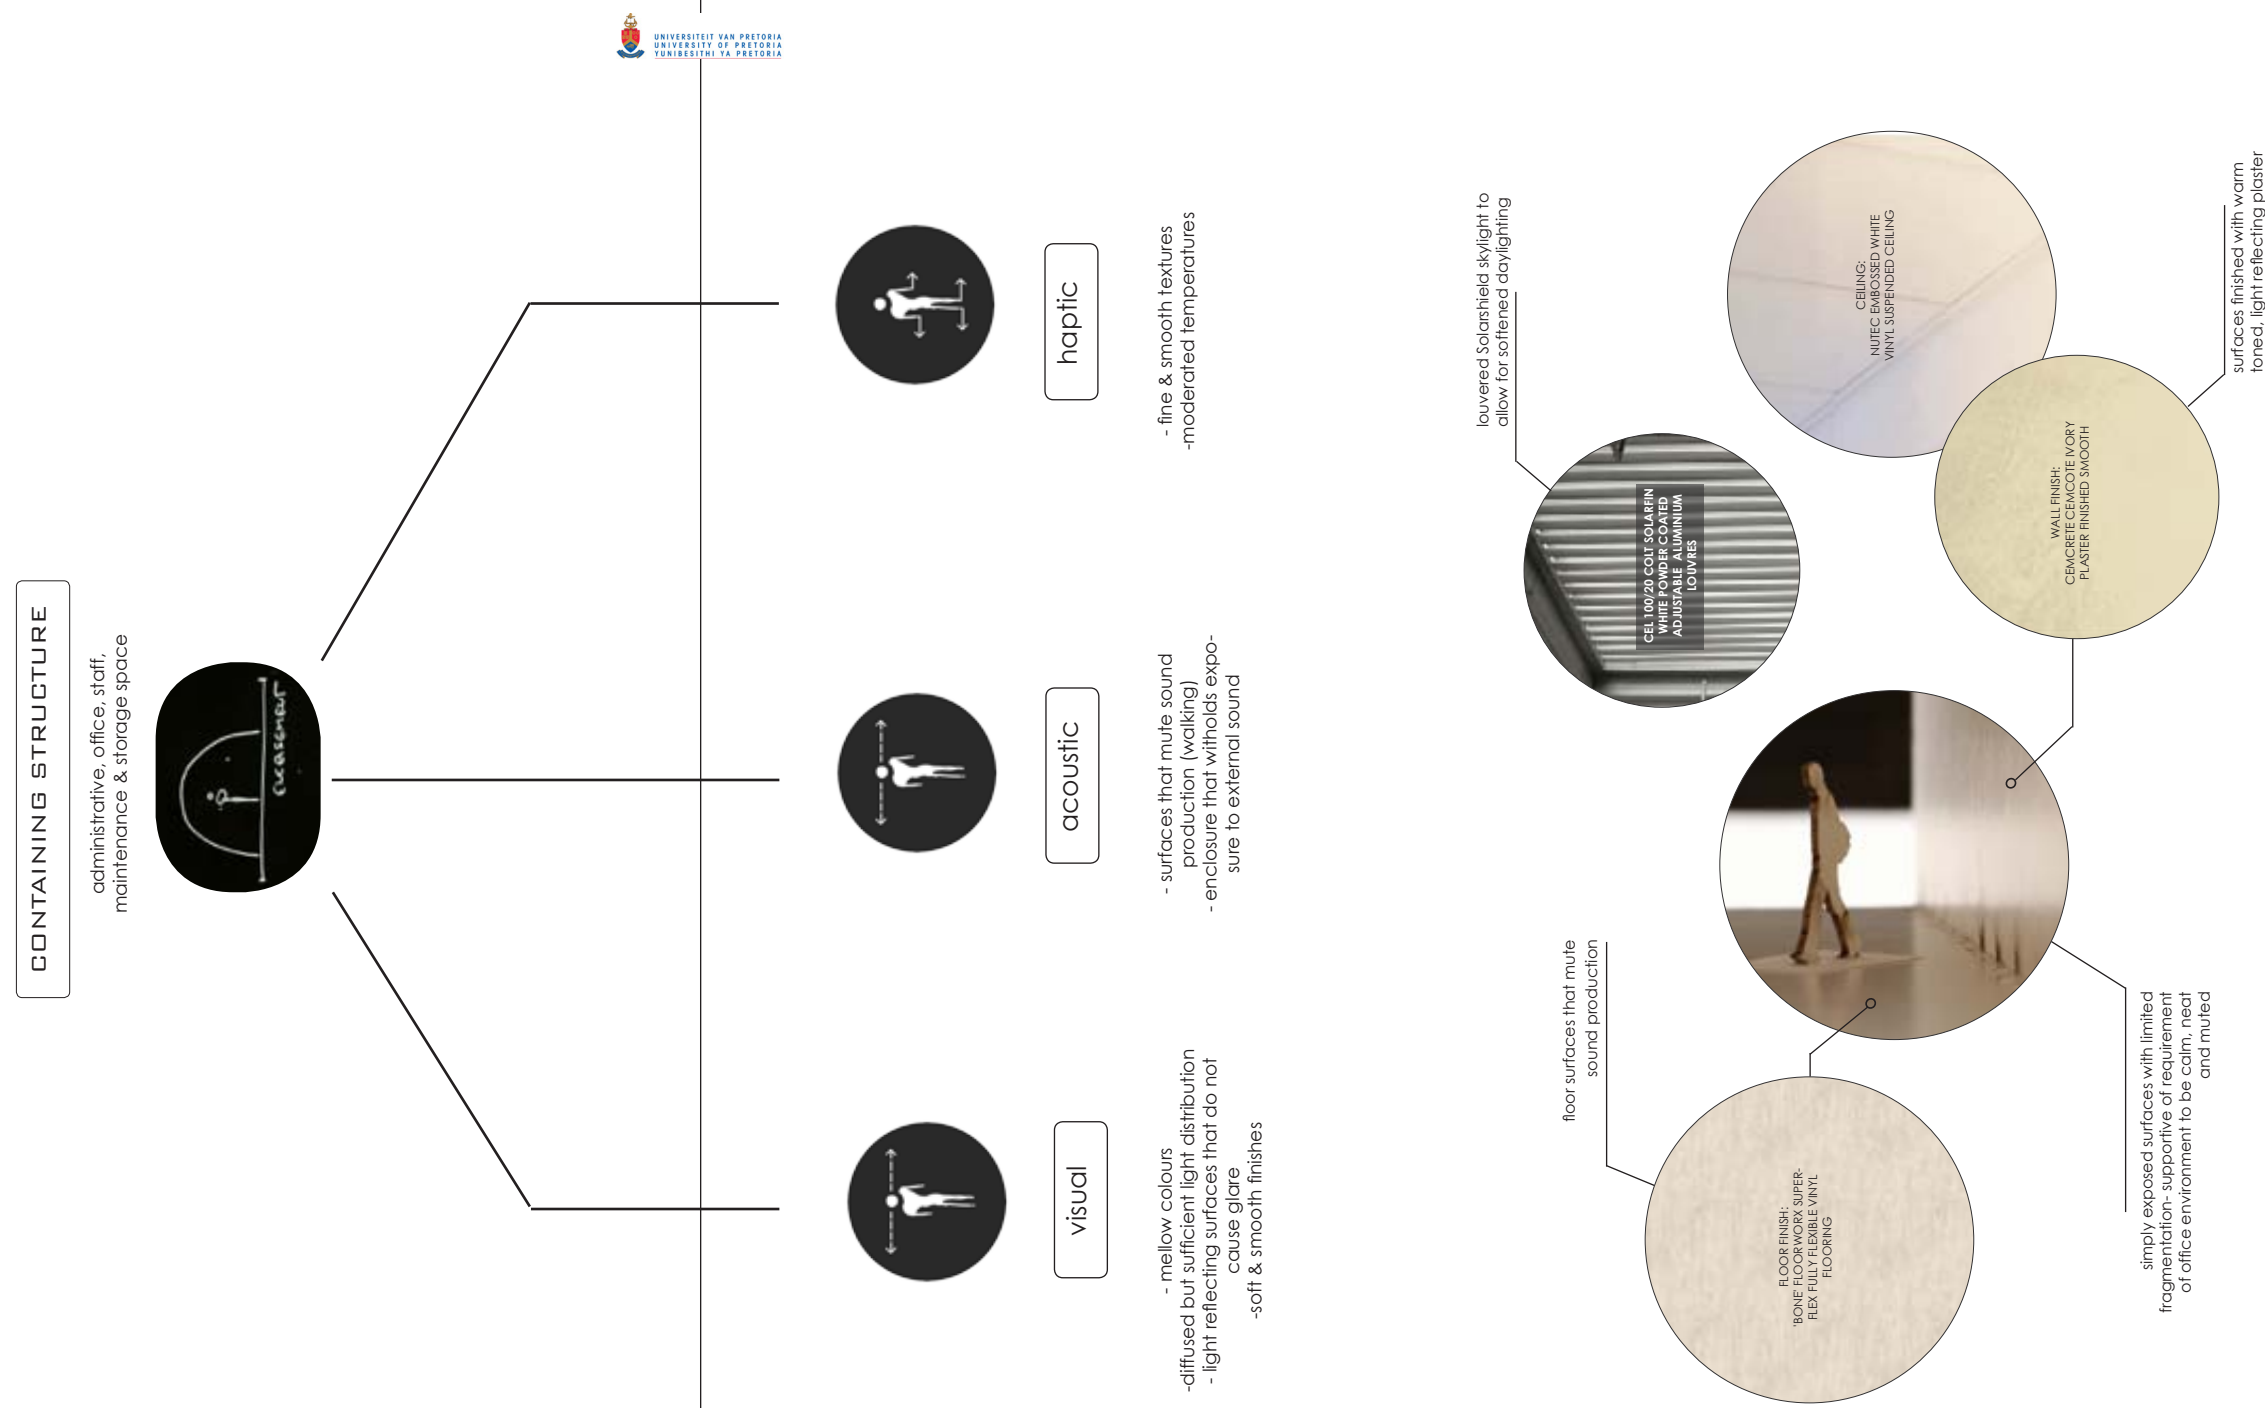 UNIVERSITEIT VAN PRETORIA
UNIVERSITY OF PRETORIA
YUNIBESITHI YA PRETORIA
CONTAINING STRUCTURE
administrative, office, staff,
maintenance & storage space
encasement
visual
- mellow colours
-diffused but sufficient light distribution
- light reflecting surfaces that do not
cause glare
-soft & smooth finishes
acoustic
- surfaces that mute sound
production (walking)
- enclosure that witholds expo-
sure to external sound
haptic
- fine & smooth textures
-moderated temperatures
floor surfaces that mute
sound production
FLOOR FINISH:
'BONE' FLOORWORX SUPER-
FLEX FULLY FLEXIBLE VINYL
FLOORING
simply exposed surfaces with limited
fragmentation- supportive of requirement
of office environment to be calm, neat
and muted
louvered Solarshield skylight to
allow for softened daylighting
CEL 100/20 COLT SOLARFIN
WHITE POWDER COATED
ADJUSTABLE ALUMINIUM
LOUVRES
CEILING:
NUTEC EMBOSSED WHITE
VINYL SUSPENDED CEILING
WALL FINISH:
CEMCRETE CEMCOTE IVORY
PLASTER FINISHED SMOOTH
surfaces finished with warm
toned, light reflecting plaster